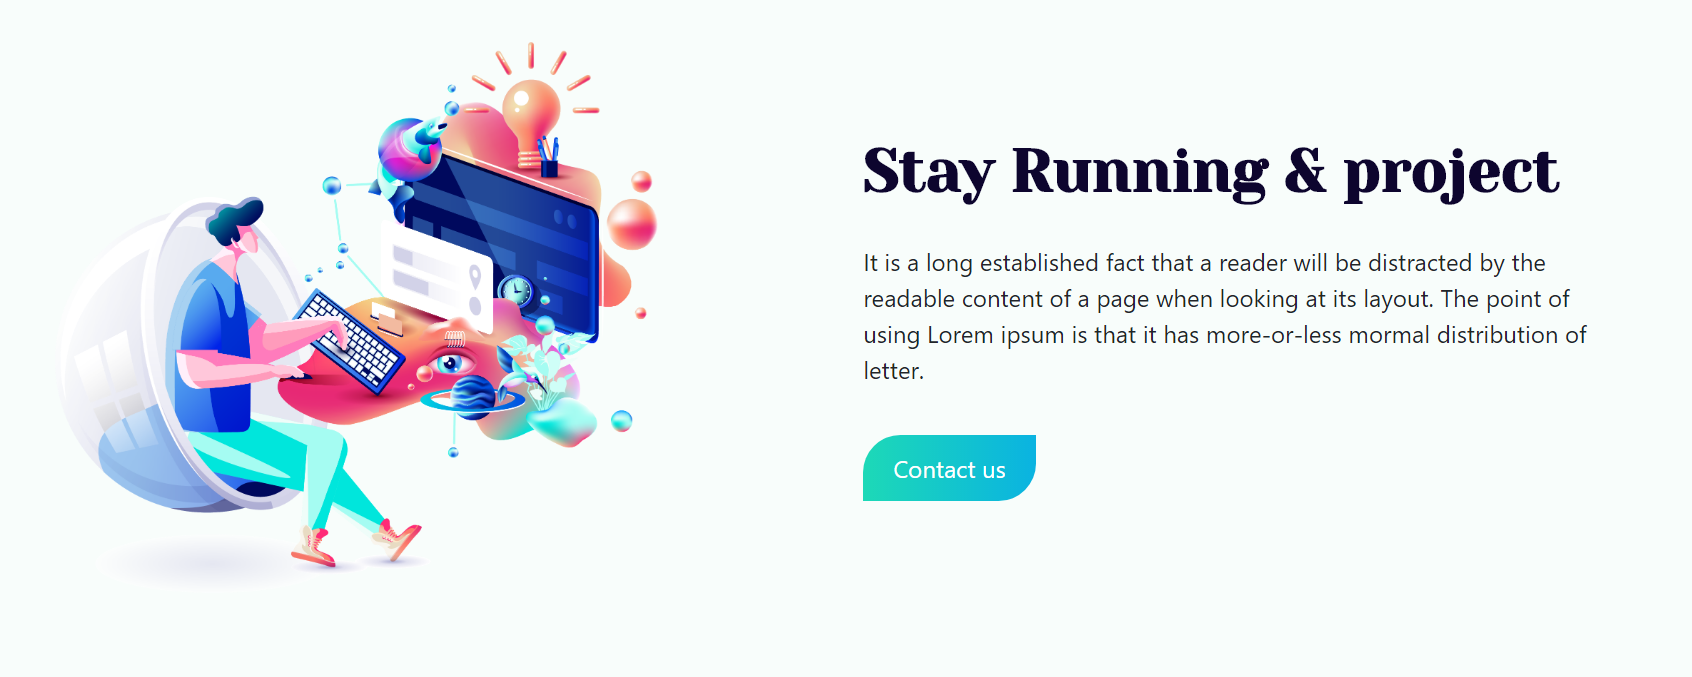 Stay Running & project
It is a long established fact that a reader will be distracted by the
readable content of a page when looking at its layout. The point of
using Lorem ipsum is that it has more-or-less mormal distribution of
letter.
Contact us